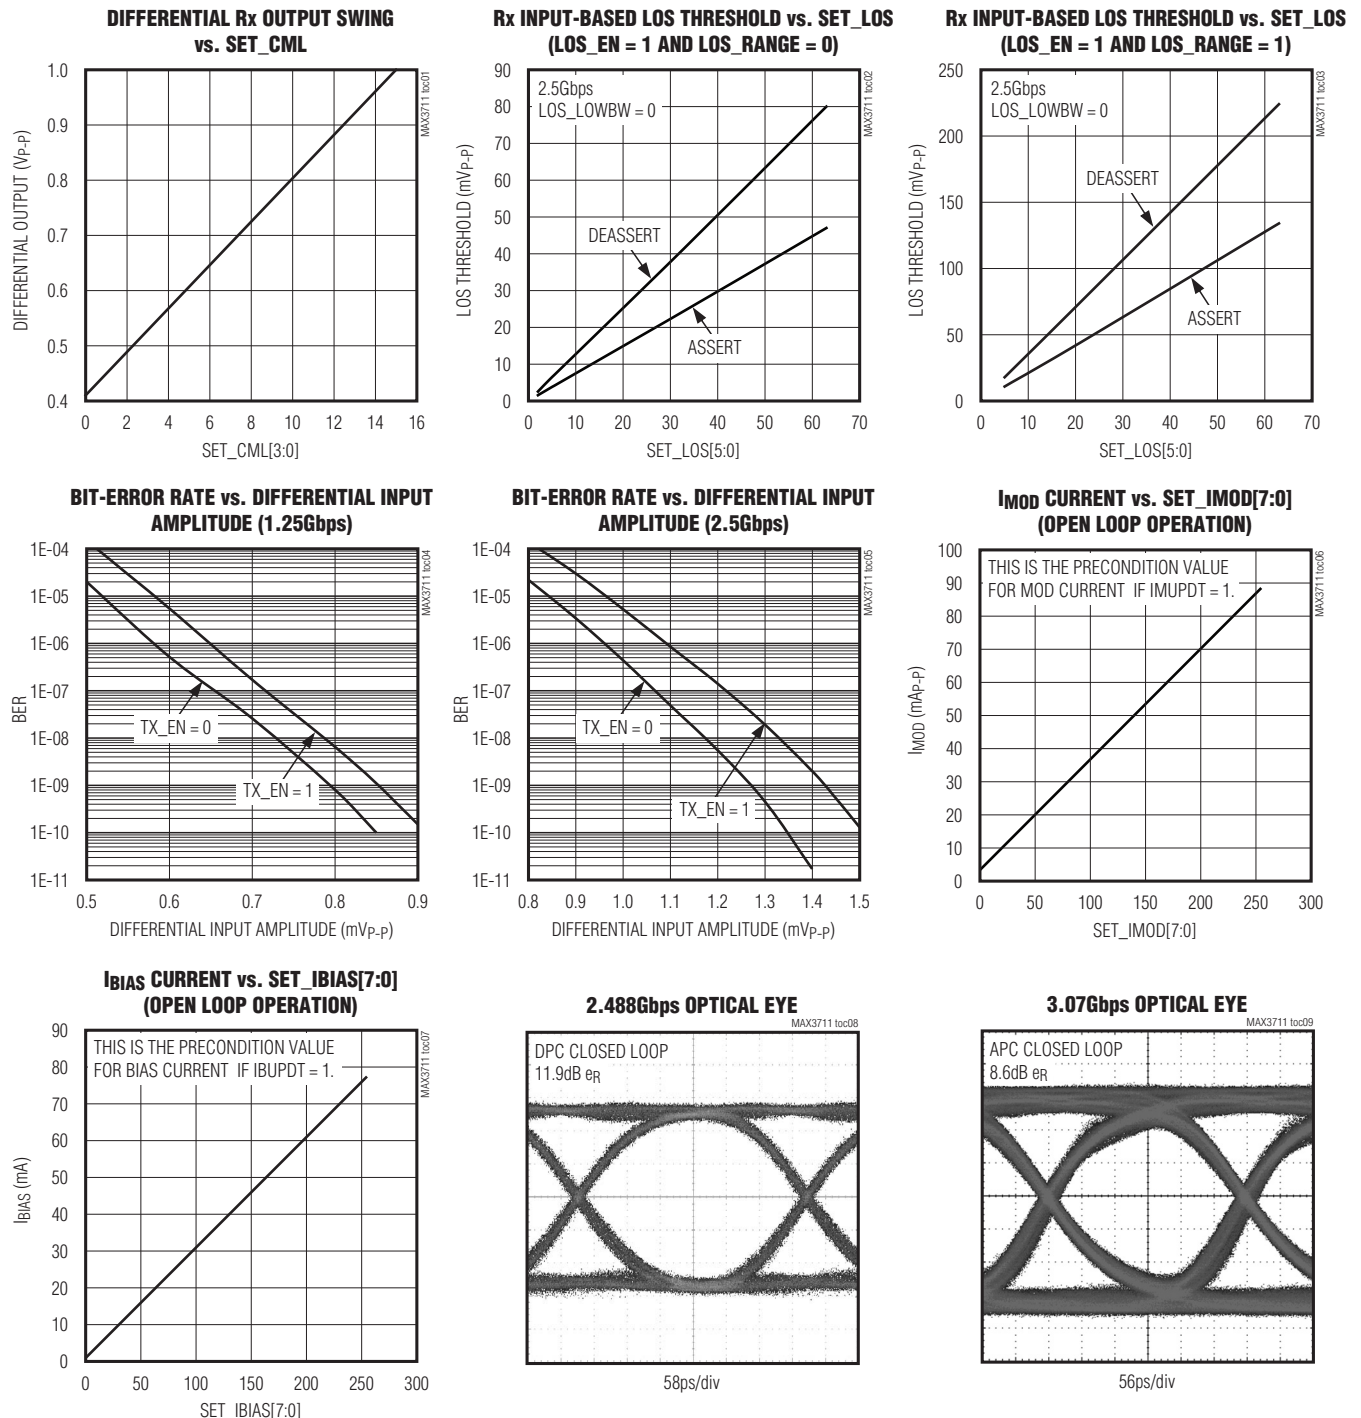 DIFFERENTIAL Rx OUTPUT SWING
vs. SET_CML
MAX3711 toc01
DIFFERENTIAL OUTPUT (VP-P)
1.0
0.9
0.8
0.7
0.6
0.5
0.4
0 2 4 6 8 10 12 14 16
SET_CML[3:0]
Rx INPUT-BASED LOS THRESHOLD vs. SET_LOS
(LOS_EN = 1 AND LOS_RANGE = 0)
MAX3711 toc02
2.5Gbps
LOS_LOWBW = 0
LOS THRESHOLD (mVP-P)
90
80
70
60
50
40
30
20
10
0
DEASSERT
ASSERT
0 10 20 30 40 50 60 70
SET_LOS[5:0]
Rx INPUT-BASED LOS THRESHOLD vs. SET_LOS
(LOS_EN = 1 AND LOS_RANGE = 1)
MAX3711 toc03
2.5Gbps
LOS_LOWBW = 0
LOS THRESHOLD (mVP-P)
250
200
150
100
50
0
DEASSERT
ASSERT
0 10 20 30 40 50 60 70
SET_LOS[5:0]
BIT-ERROR RATE vs. DIFFERENTIAL INPUT
AMPLITUDE (1.25Gbps)
MAX3711 toc04
BER
1E-04
1E-05
1E-06
1E-07
1E-08
1E-09
1E-10
1E-11
TX_EN = 0
TX_EN = 1
0.5 0.6 0.7 0.8 0.9
DIFFERENTIAL INPUT AMPLITUDE (mVP-P)
BIT-ERROR RATE vs. DIFFERENTIAL INPUT
AMPLITUDE (2.5Gbps)
MAX3711 toc05
BER
1E-04
1E-05
1E-06
1E-07
1E-08
1E-09
1E-10
1E-11
TX_EN = 0
TX_EN = 1
0.8 0.9 1.0 1.1 1.2 1.3 1.4 1.5
DIFFERENTIAL INPUT AMPLITUDE (mVP-P)
IMOD CURRENT vs. SET_IMOD[7:0]
(OPEN LOOP OPERATION)
MAX3711 toc06
THIS IS THE PRECONDITION VALUE
FOR MOD CURRENT IF IMUPDT = 1.
IMOD (mAP-P)
100
90
80
70
60
50
40
30
20
10
0
0 50 100 150 200 250 300
SET_IMOD[7:0]
IBIAS CURRENT vs. SET_IBIAS[7:0]
(OPEN LOOP OPERATION)
MAX3711 toc07
THIS IS THE PRECONDITION VALUE
FOR BIAS CURRENT IF IBUPDT = 1.
IBIAS (mA)
90
80
70
60
50
40
30
20
10
0
0 50 100 150 200 250 300
SET_IBIAS[7:0]
2.488Gbps OPTICAL EYE
MAX3711 toc08
DPC CLOSED LOOP
11.9dB eR
58ps/div
3.07Gbps OPTICAL EYE
MAX3711 toc09
APC CLOSED LOOP
8.6dB eR
56ps/div